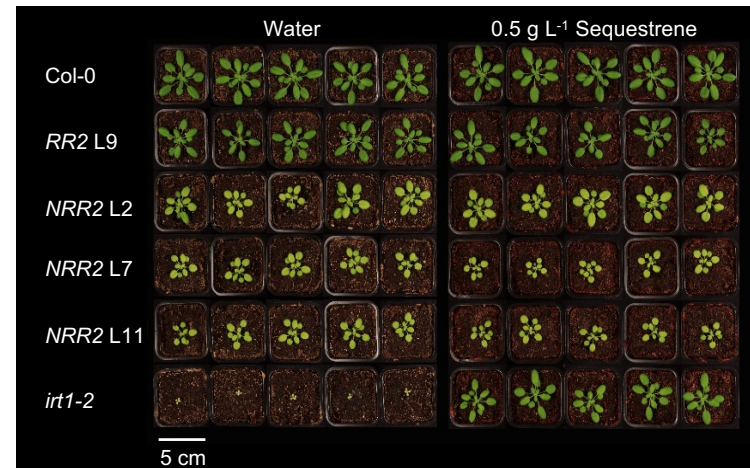 Water
0.5 g L⁻¹ Sequestrene
Col-0
RR2 L9
NRR2 L2
NRR2 L7
NRR2 L11
irt1-2
5 cm